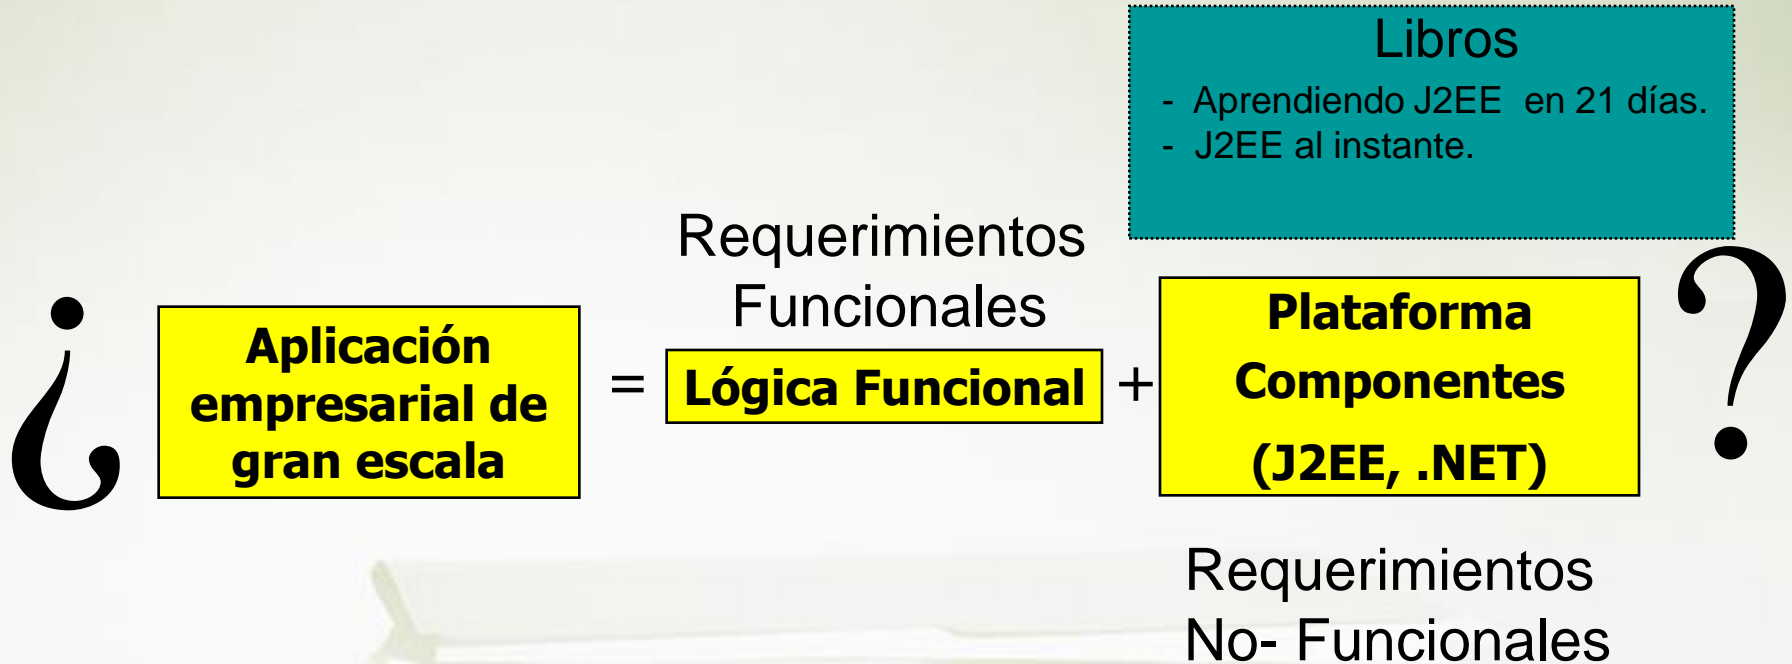 Libros
- Aprendiendo J2EE en 21 días.
- J2EE al instante.
¿
Aplicación
empresarial de
gran escala
=
Requerimientos
Funcionales
Lógica Funcional
+
Plataforma
Componentes
(J2EE, .NET)
?
Requerimientos
No- Funcionales